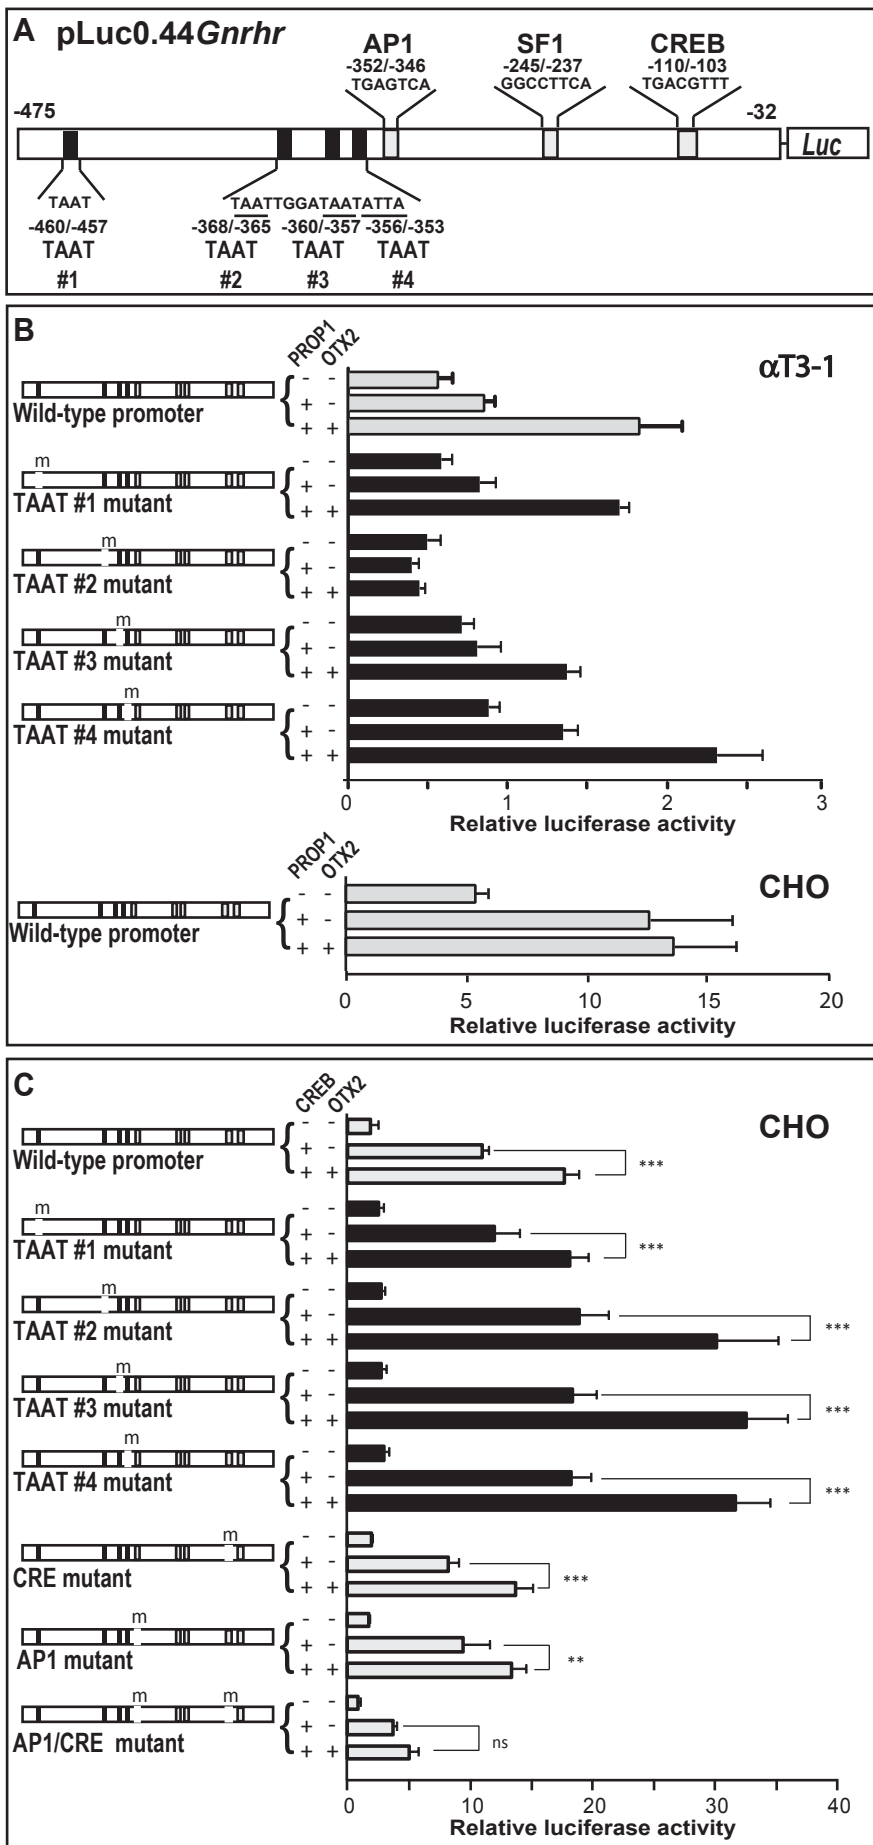 A pLuc0.44Gnrhr
AP1 SF1 CREB
-352/-346 -245/-237 -110/-103
TGAGTCA GGCCTTCA TGACGTTT
-475 -32
Luc
TAAT TAATTGGATAATATTA
-460/-457 -368/-365 -360/-357 -356/-353
TAAT TAAT TAAT TAAT
#1 #2 #3 #4
B
PROP1 OTX2
αT3-1
- -
+ -
+ +
Wild-type promoter
m
- -
+ -
+ +
TAAT #1 mutant
m
- -
+ -
+ +
TAAT #2 mutant
m
- -
+ -
+ +
TAAT #3 mutant
m
- -
+ -
+ +
TAAT #4 mutant
0 1 2 3
Relative luciferase activity
PROP1 OTX2
CHO
- -
+ -
+ +
Wild-type promoter
0 5 10 15 20
Relative luciferase activity
C
CREB OTX2
CHO
- -
+ -
+ +
Wild-type promoter
***
m
- -
+ -
+ +
TAAT #1 mutant
***
m
- -
+ -
+ +
TAAT #2 mutant
***
m
- -
+ -
+ +
TAAT #3 mutant
***
m
- -
+ -
+ +
TAAT #4 mutant
***
m
- -
+ -
+ +
CRE mutant
***
m
- -
+ -
+ +
AP1 mutant
**
m m
- -
+ -
+ +
AP1/CRE mutant
ns
0 10 20 30 40
Relative luciferase activity